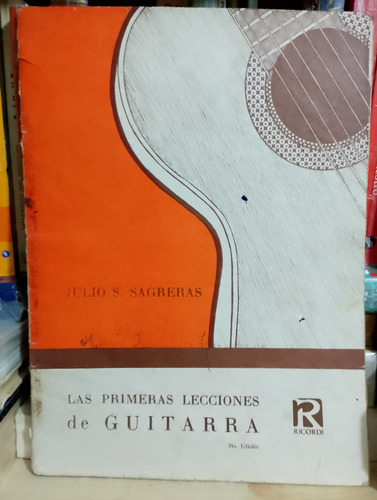 JULIO S. SAGRERAS
LAS PRIMERAS LECCIONES
de GUITARRA
RICORDI